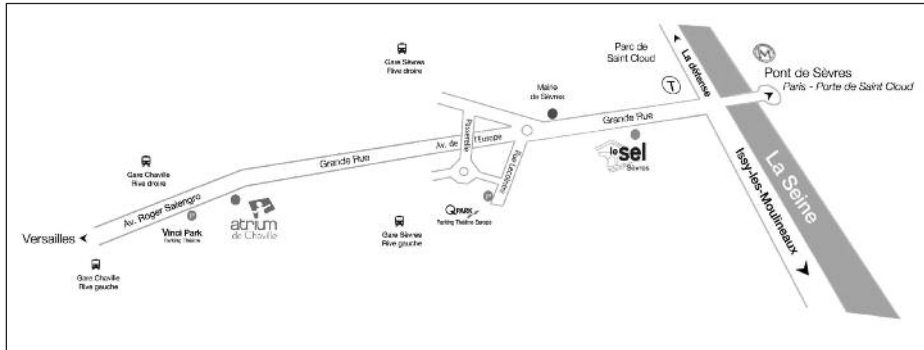 Gare Sèvres
Rive droite
Parc de
Saint Cloud
La défense
M
T
Pont de Sèvres
Paris - Porte de Saint Cloud
Mairie
de Sèvres
Grande Rue
Passerelle
Av. de l'Europe
Grande Rue
le sel
Sèvres
Rue Lecointre
Gare Chaville
Rive droite
P
QPARK
Parking Théâtre Europe
La Seine
Issy-les-Moulineaux
Av. Roger Salengro
P
Vinci Park
Parking Théâtre
atrium
de Chaville
Gare Sèvres
Rive gauche
Versailles
Gare Chaville
Rive gauche